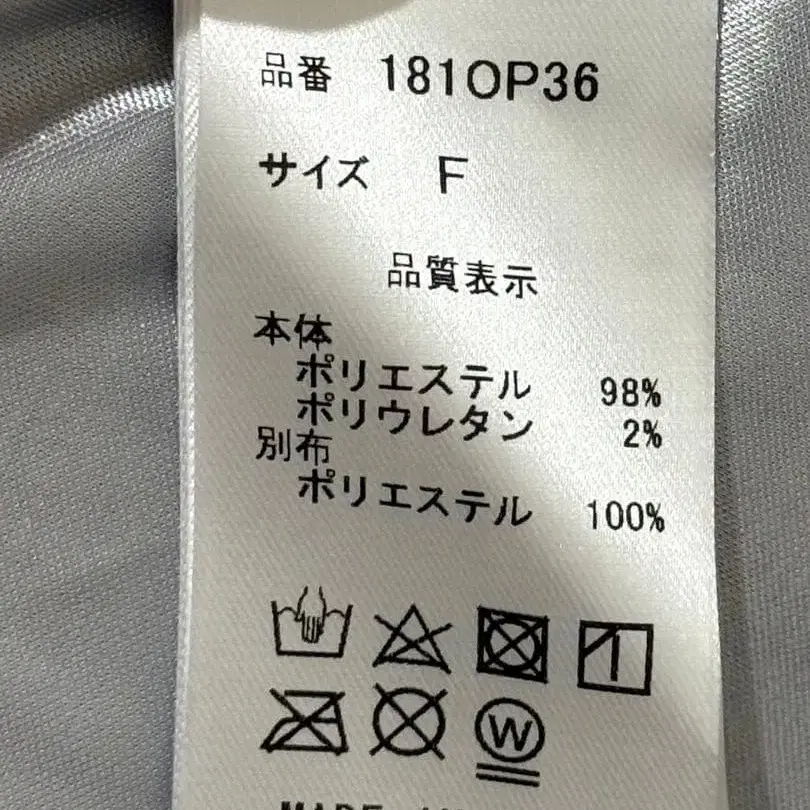 品番 181OP36
サイズ F
品質表示
本体
ポリエステル 98%
ポリウレタン 2%
別布
ポリエステル 100%
W
MADE